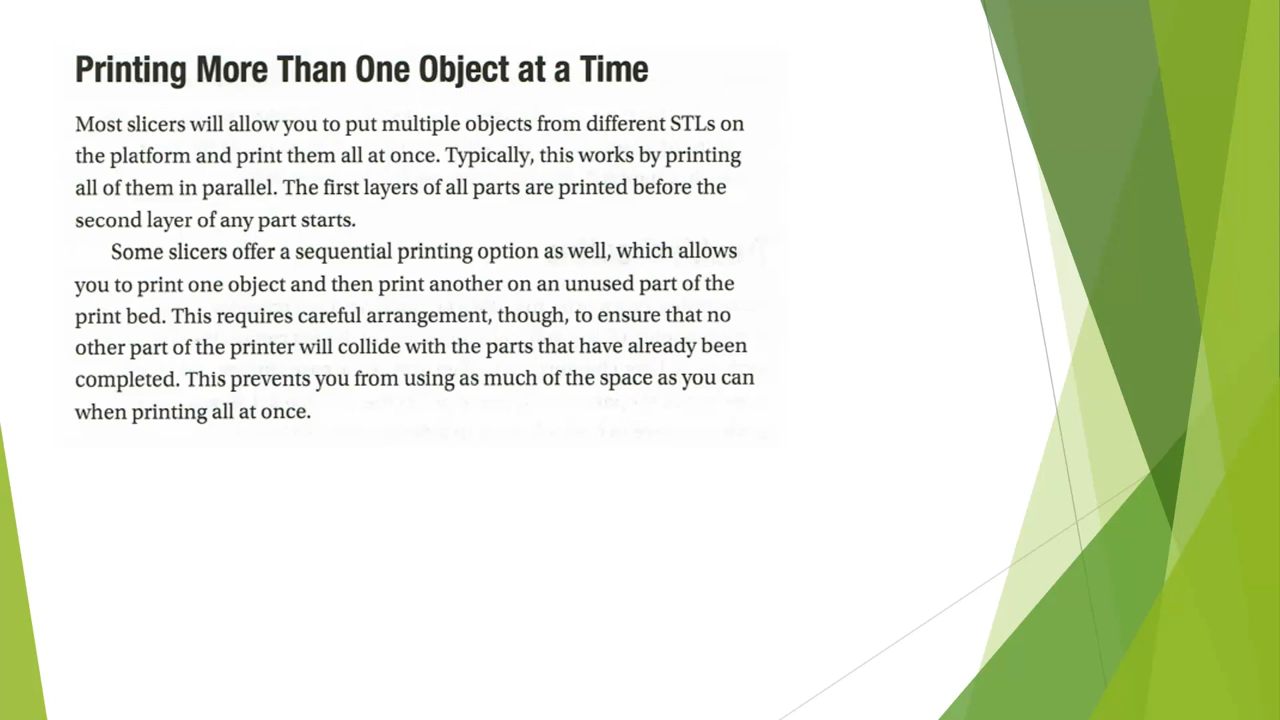 Printing More Than One Object at a Time
Most slicers will allow you to put multiple objects from different STLs on
the platform and print them all at once. Typically, this works by printing
all of them in parallel. The first layers of all parts are printed before the
second layer of any part starts.
Some slicers offer a sequential printing option as well, which allows
you to print one object and then print another on an unused part of the
print bed. This requires careful arrangement, though, to ensure that no
other part of the printer will collide with the parts that have already been
completed. This prevents you from using as much of the space as you can
when printing all at once.